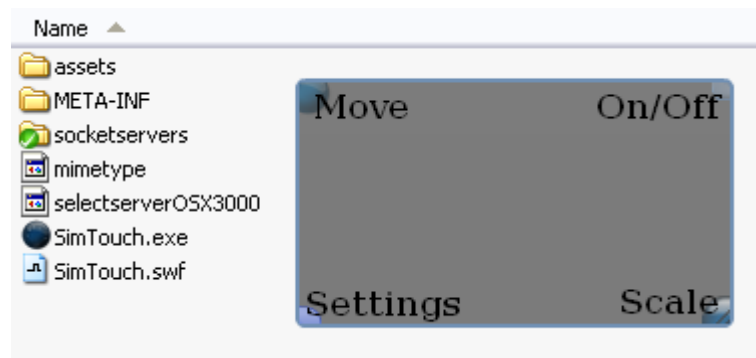 Name
assets
META-INF
socketservers
mimetype
selectserverOSX3000
SimTouch.exe
SimTouch.swf
Move On/Off
Settings Scale